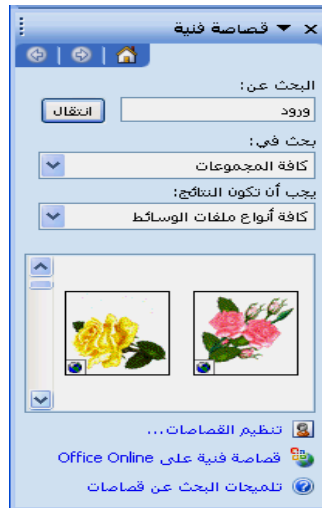 قصاصة فنية
البحث عن:
ورود
انتقال
بحث في:
كافة المجموعات
يجب أن تكون النتائج:
كافة أنواع ملفات الوسائط
تنظيم القصاصات...
قصاصة فنية على Office Online
تلميحات البحث عن قصاصات